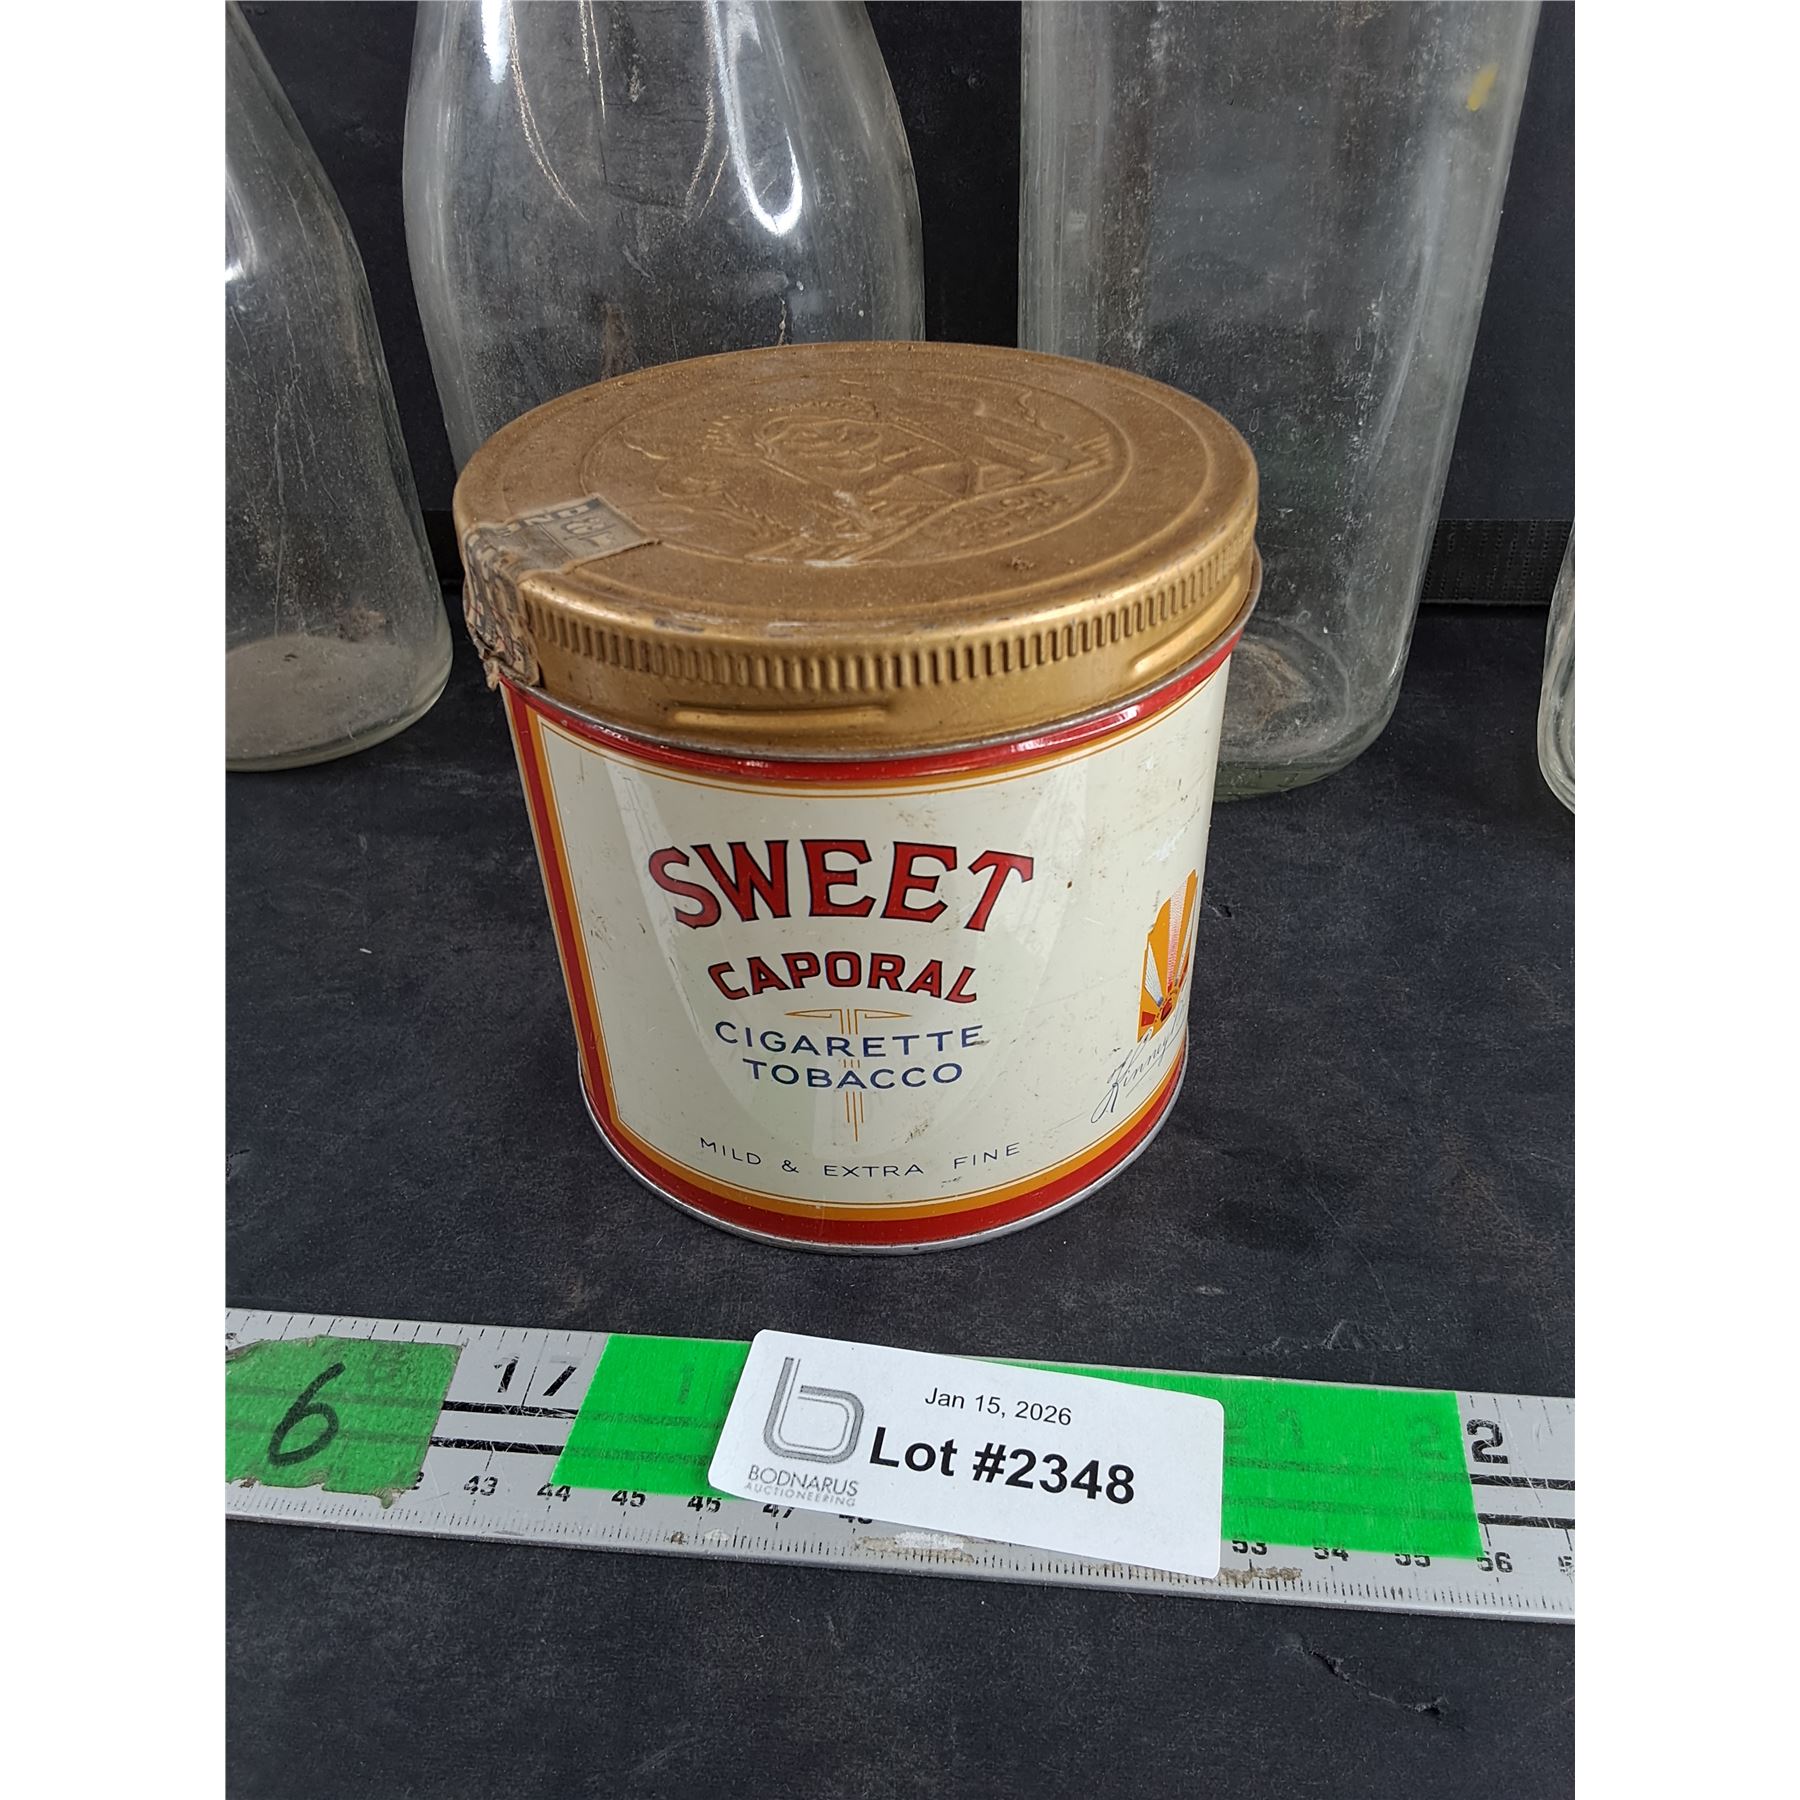 SWEET
CAPORAL
CIGARETTE
TOBACCO
MILD & EXTRA FINE
Kinney
6
17
Jan 15, 2026
Lot #2348
BODNARUS
AUCTIONEERING
43 44 45 46 47 53 54 55 56